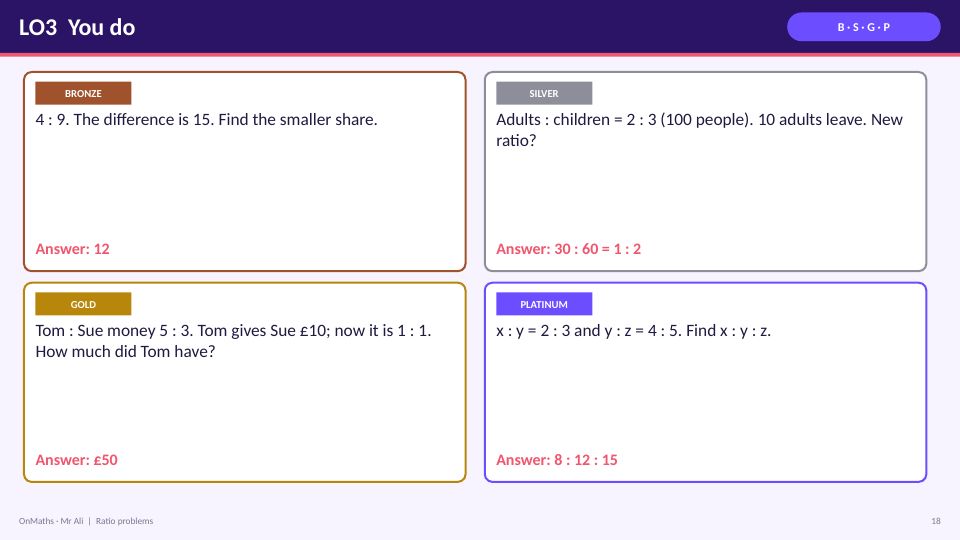 LO3 You do
B · S · G · P
BRONZE
4 : 9. The difference is 15. Find the smaller share.
Answer: 12
SILVER
Adults : children = 2 : 3 (100 people). 10 adults leave. New
ratio?
Answer: 30 : 60 = 1 : 2
GOLD
Tom : Sue money 5 : 3. Tom gives Sue £10; now it is 1 : 1.
How much did Tom have?
Answer: £50
PLATINUM
x : y = 2 : 3 and y : z = 4 : 5. Find x : y : z.
Answer: 8 : 12 : 15
OnMaths · Mr Ali | Ratio problems
18